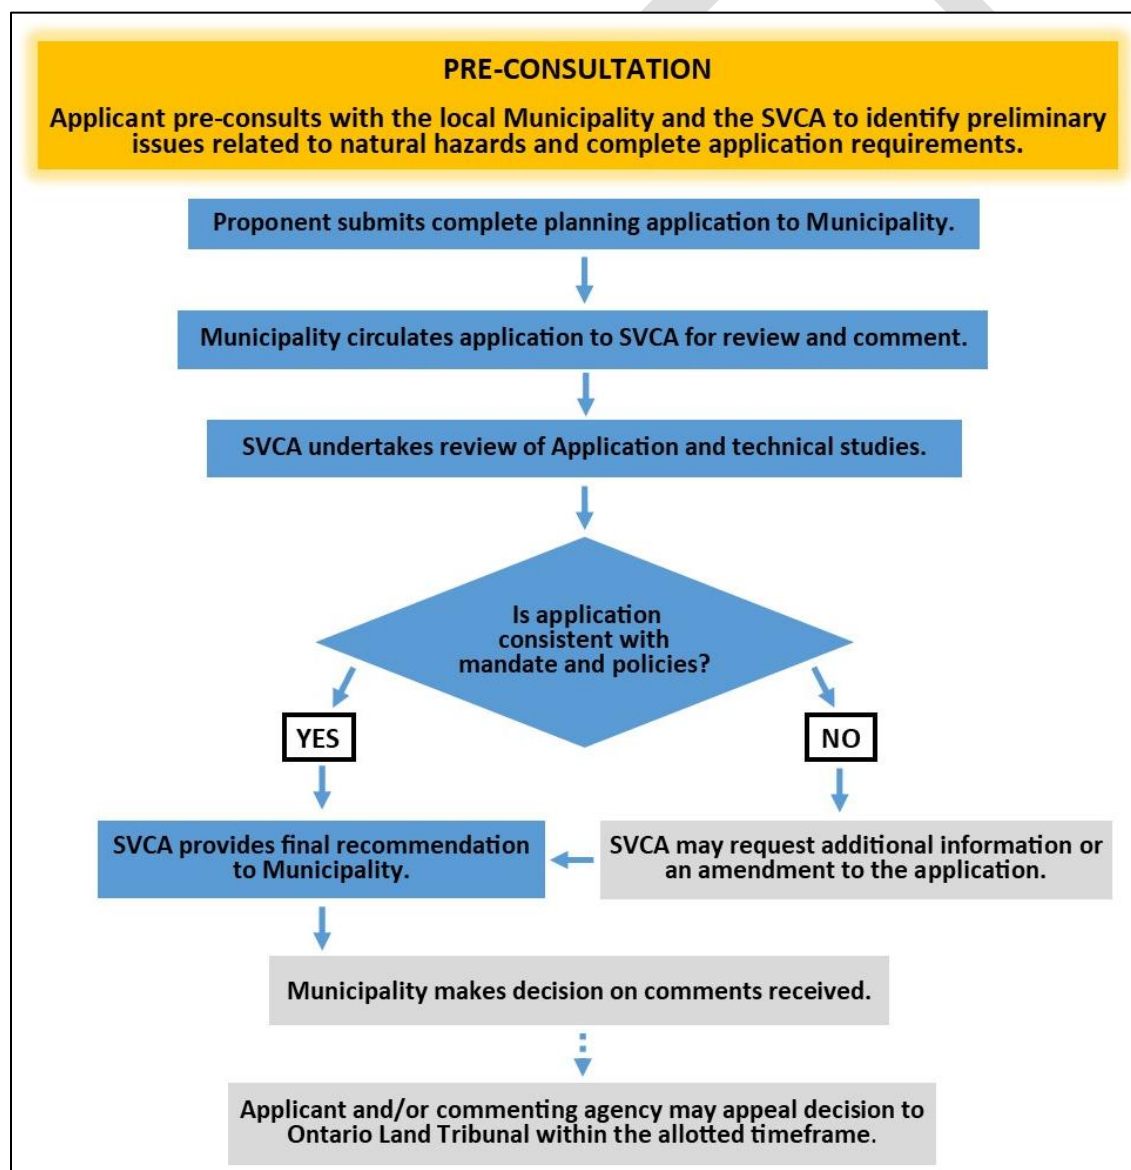 PRE-CONSULTATION
Applicant pre-consults with the local Municipality and the SVCA to identify preliminary
issues related to natural hazards and complete application requirements.
Proponent submits complete planning application to Municipality.
Municipality circulates application to SVCA for review and comment.
SVCA undertakes review of Application and technical studies.
Is application
consistent with
mandate and policies?
YES
NO
SVCA provides final recommendation
to Municipality.
SVCA may request additional information or
an amendment to the application.
Municipality makes decision on comments received.
Applicant and/or commenting agency may appeal decision to
Ontario Land Tribunal within the allotted timeframe.